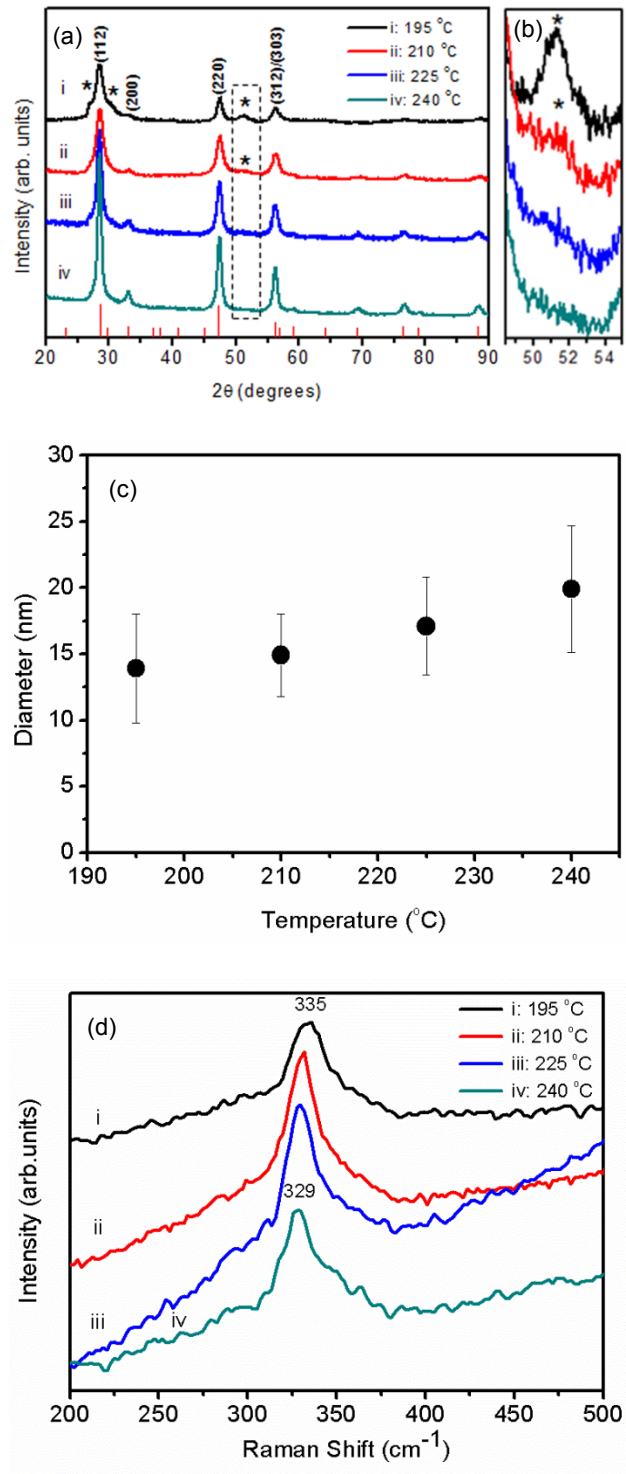 (a)
(112)
(200)
(220)
(312)/(303)
i: 195 °C
ii: 210 °C
iii: 225 °C
iv: 240 °C
* *
*
*
i
ii
iii
iv
Intensity (arb. units)
20 30 40 50 60 70 80 90
2θ (degrees)
(b)
*
*
50 52 54
(c)
30
25
20
15
10
5
0
Diameter (nm)
190 200 210 220 230 240
Temperature (°C)
(d)
335
329
i: 195 °C
ii: 210 °C
iii: 225 °C
iv: 240 °C
i
ii
iii
iv
Intensity (arb.units)
200 250 300 350 400 450 500
Raman Shift (cm⁻¹)